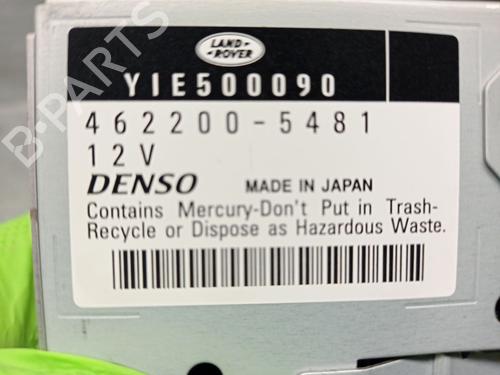 LAND-
ROVER
YIE500090
462200-5481
12V
DENSO MADE IN JAPAN
Contains Mercury-Don't Put in Trash-
Recycle or Dispose as Hazardous Waste.
B-PARTS